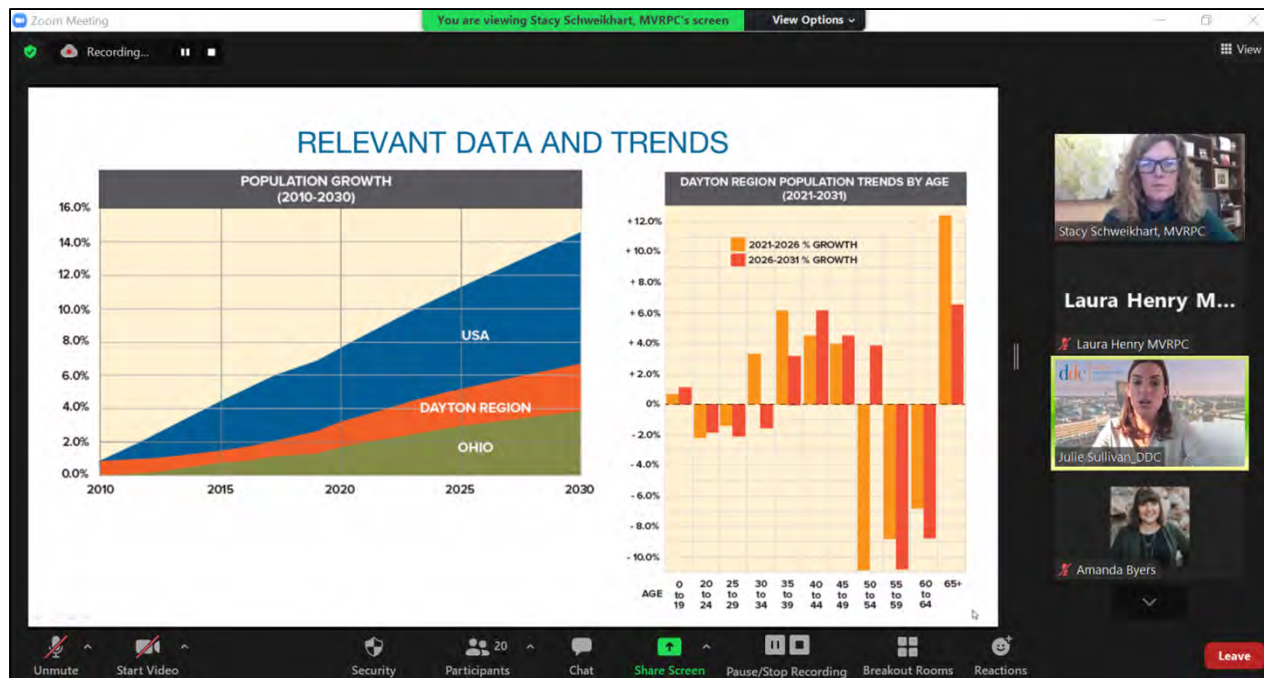 Zoom Meeting
You are viewing Stacy Schweikhart, MVRPC's screen
View Options
Recording...
View
RELEVANT DATA AND TRENDS
POPULATION GROWTH
(2010-2030)
16.0%
14.0%
12.0%
10.0%
8.0%
6.0%
4.0%
2.0%
0.0%
USA
DAYTON REGION
OHIO
2010 2015 2020 2025 2030
DAYTON REGION POPULATION TRENDS BY AGE
(2021-2031)
+ 12.0%
+ 10.0%
+ 8.0%
+ 6.0%
+ 4.0%
+ 2.0%
0%
- 2.0%
- 4.0%
- 6.0%
- 8.0%
- 10.0%
2021-2026 % GROWTH
2026-2031 % GROWTH
AGE
0 to 19
20 to 24
25 to 29
30 to 34
35 to 39
40 to 44
45 to 49
50 to 54
55 to 59
60 to 64
65+
Stacy Schweikhart, MVRPC
Laura Henry M...
Laura Henry MVRPC
ddc
Julie Sullivan_DDC
Amanda Byers
Unmute
Start Video
Security
20
Participants
Chat
Share Screen
Pause/Stop Recording
Breakout Rooms
Reactions
Leave